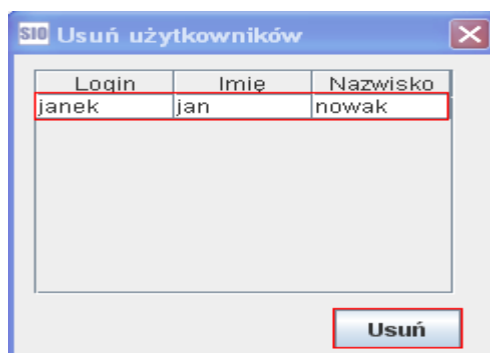 SIO Usuń użytkowników
Login Imię Nazwisko
janek jan nowak
Usuń